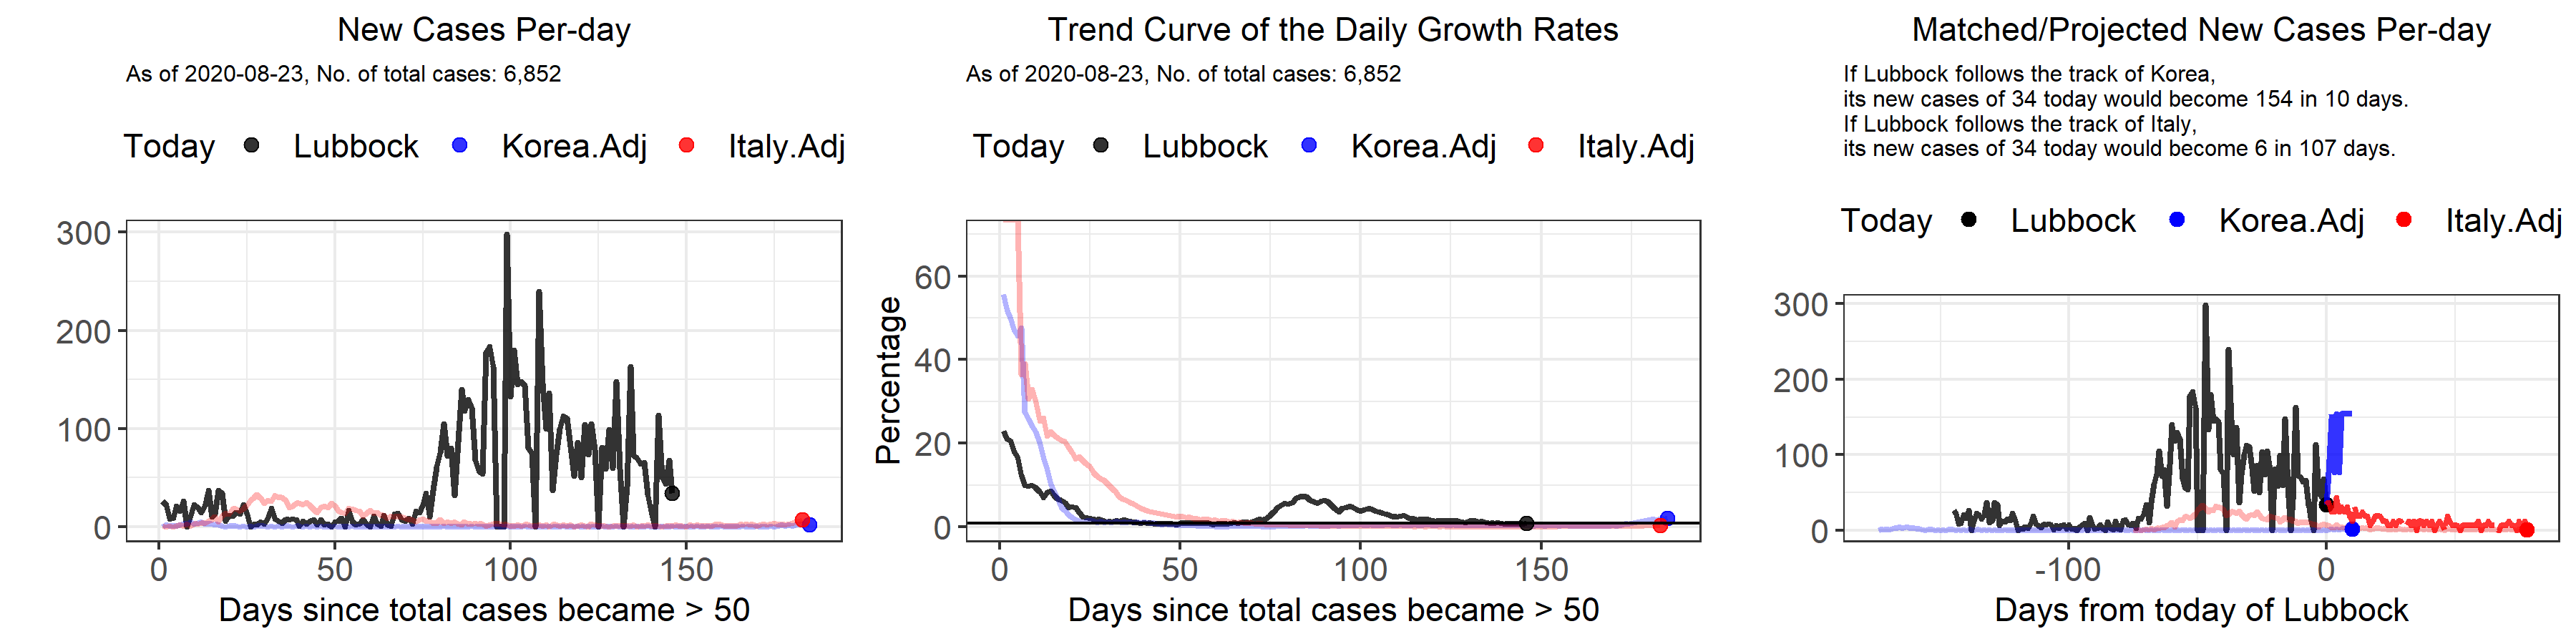 New Cases Per-day
As of 2020-08-23, No. of total cases: 6,852
Today Lubbock Korea.Adj Italy.Adj
300
200
100
0
0 50 100 150
Days since total cases became > 50
Trend Curve of the Daily Growth Rates
As of 2020-08-23, No. of total cases: 6,852
Today Lubbock Korea.Adj Italy.Adj
Percentage
60
40
20
0
0 50 100 150
Days since total cases became > 50
Matched/Projected New Cases Per-day
If Lubbock follows the track of Korea,
its new cases of 34 today would become 154 in 10 days.
If Lubbock follows the track of Italy,
its new cases of 34 today would become 6 in 107 days.
Today Lubbock Korea.Adj Italy.Adj
300
200
100
0
-100 0
Days from today of Lubbock